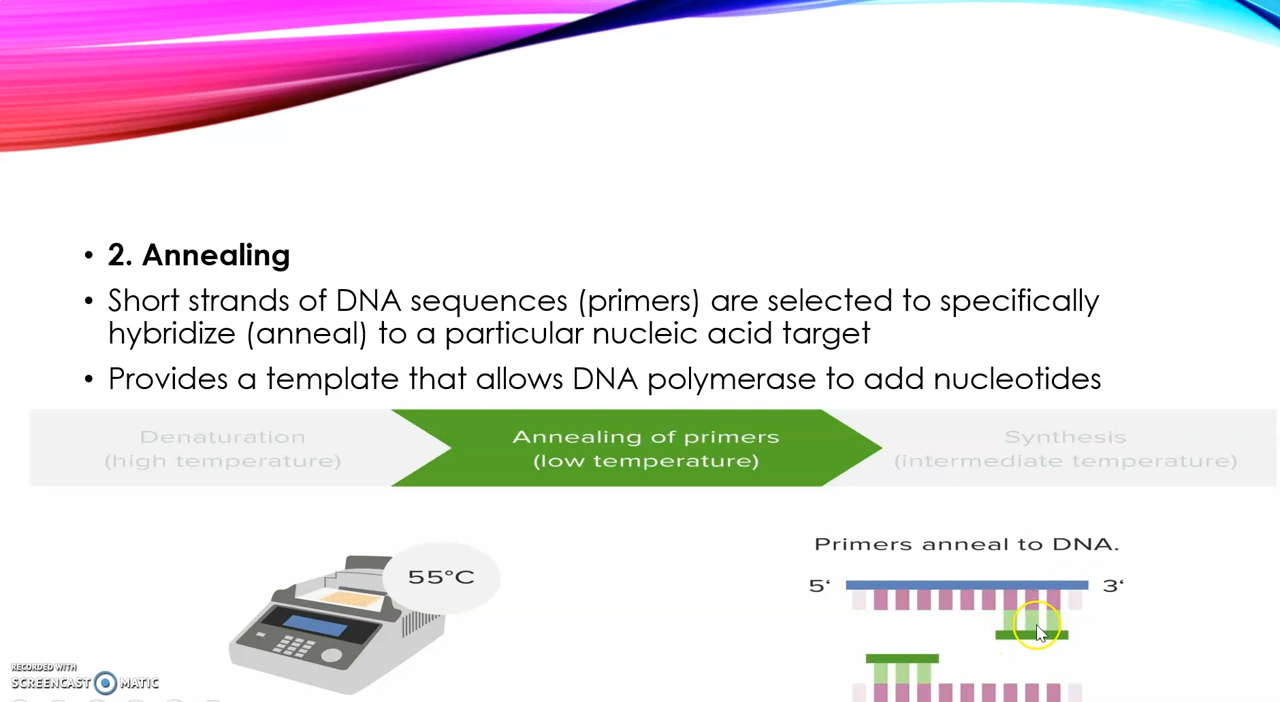 • 2. Annealing
• Short strands of DNA sequences (primers) are selected to specifically
hybridize (anneal) to a particular nucleic acid target
• Provides a template that allows DNA polymerase to add nucleotides
Denaturation
(high temperature)
Annealing of primers
(low temperature)
Synthesis
(intermediate temperature)
55°C
Primers anneal to DNA.
5‘ 3‘
RECORDED WITH
SCREENCAST MATIC